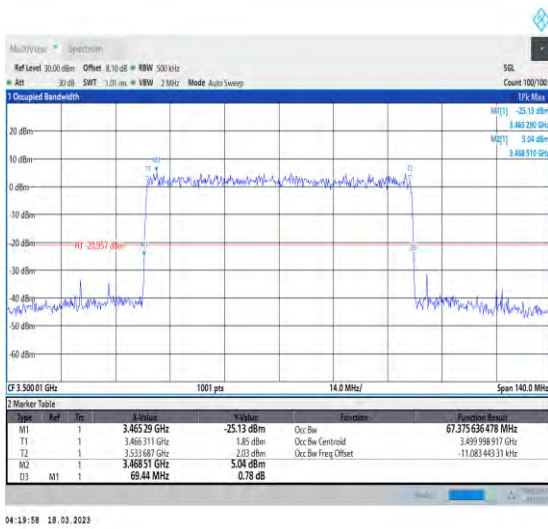 MultiView Spectrum
Ref Level 30.00 dBm Offset 8.10 dB RBW 500 kHz SGL
Att 30 dB SWT 1.01 ms VBW 2 MHz Mode Auto Sweep Count 100/100
1 Occupied Bandwidth 1Pk Max
M1[1] -25.13 dBm
3.465 290 GHz
M2[1] 5.04 dBm
3.468 510 GHz
20 dBm
10 dBm
M2
T1 T2
0 dBm
-10 dBm
-20 dBm
H1 -20.957 dBm
M1 D3
-30 dBm
-40 dBm
-50 dBm
-60 dBm
CF 3.500 01 GHz 1001 pts 14.0 MHz/ Span 140.0 MHz
2 Marker Table
Type Ref Trc X-Value Y-Value Function Function Result
M1 1 3.465 29 GHz -25.13 dBm Occ Bw 67.375 636 478 MHz
T1 1 3.466 311 GHz 1.85 dBm Occ Bw Centroid 3.499 998 917 GHz
T2 1 3.533 687 GHz 2.03 dBm Occ Bw Freq Offset -11.083 443 31 kHz
M2 1 3.468 51 GHz 5.04 dBm
D3 M1 1 69.44 MHz 0.78 dB
04:19:58 18.03.2023